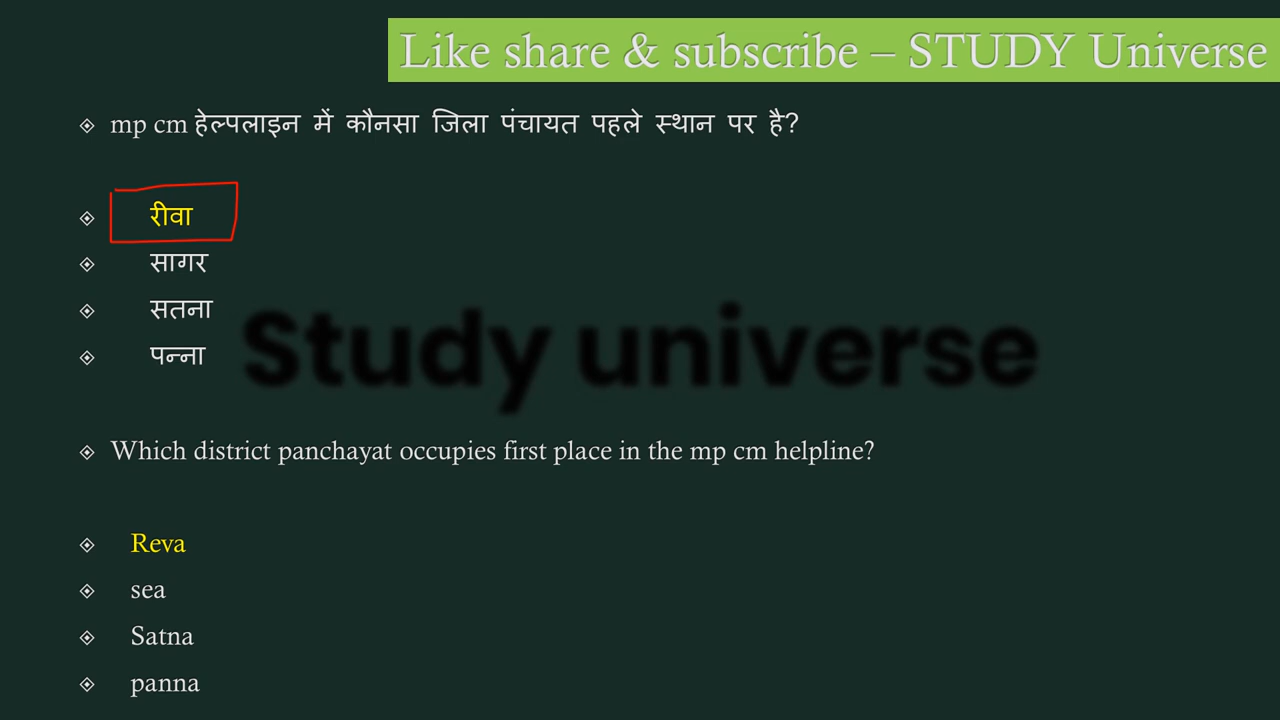 Like share & subscribe – STUDY Universe
mp cm हेल्पलाइन में कौनसा जिला पंचायत पहले स्थान पर है?
रीवा
सागर
सतना
पन्ना
Study universe
Which district panchayat occupies first place in the mp cm helpline?
Reva
sea
Satna
panna